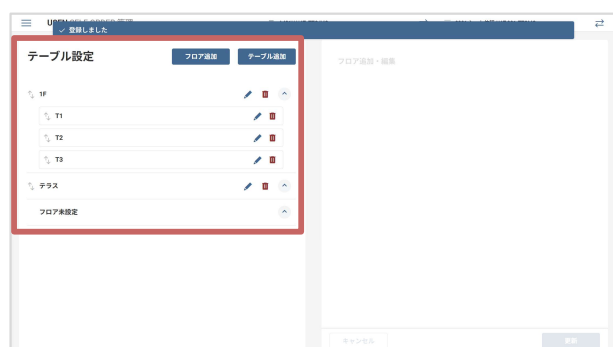 ✓ 登録しました
テーブル設定
フロア追加
テーブル追加
フロア追加・編集
1F
T1
T2
T3
テラス
フロア未設定
キャンセル
更新